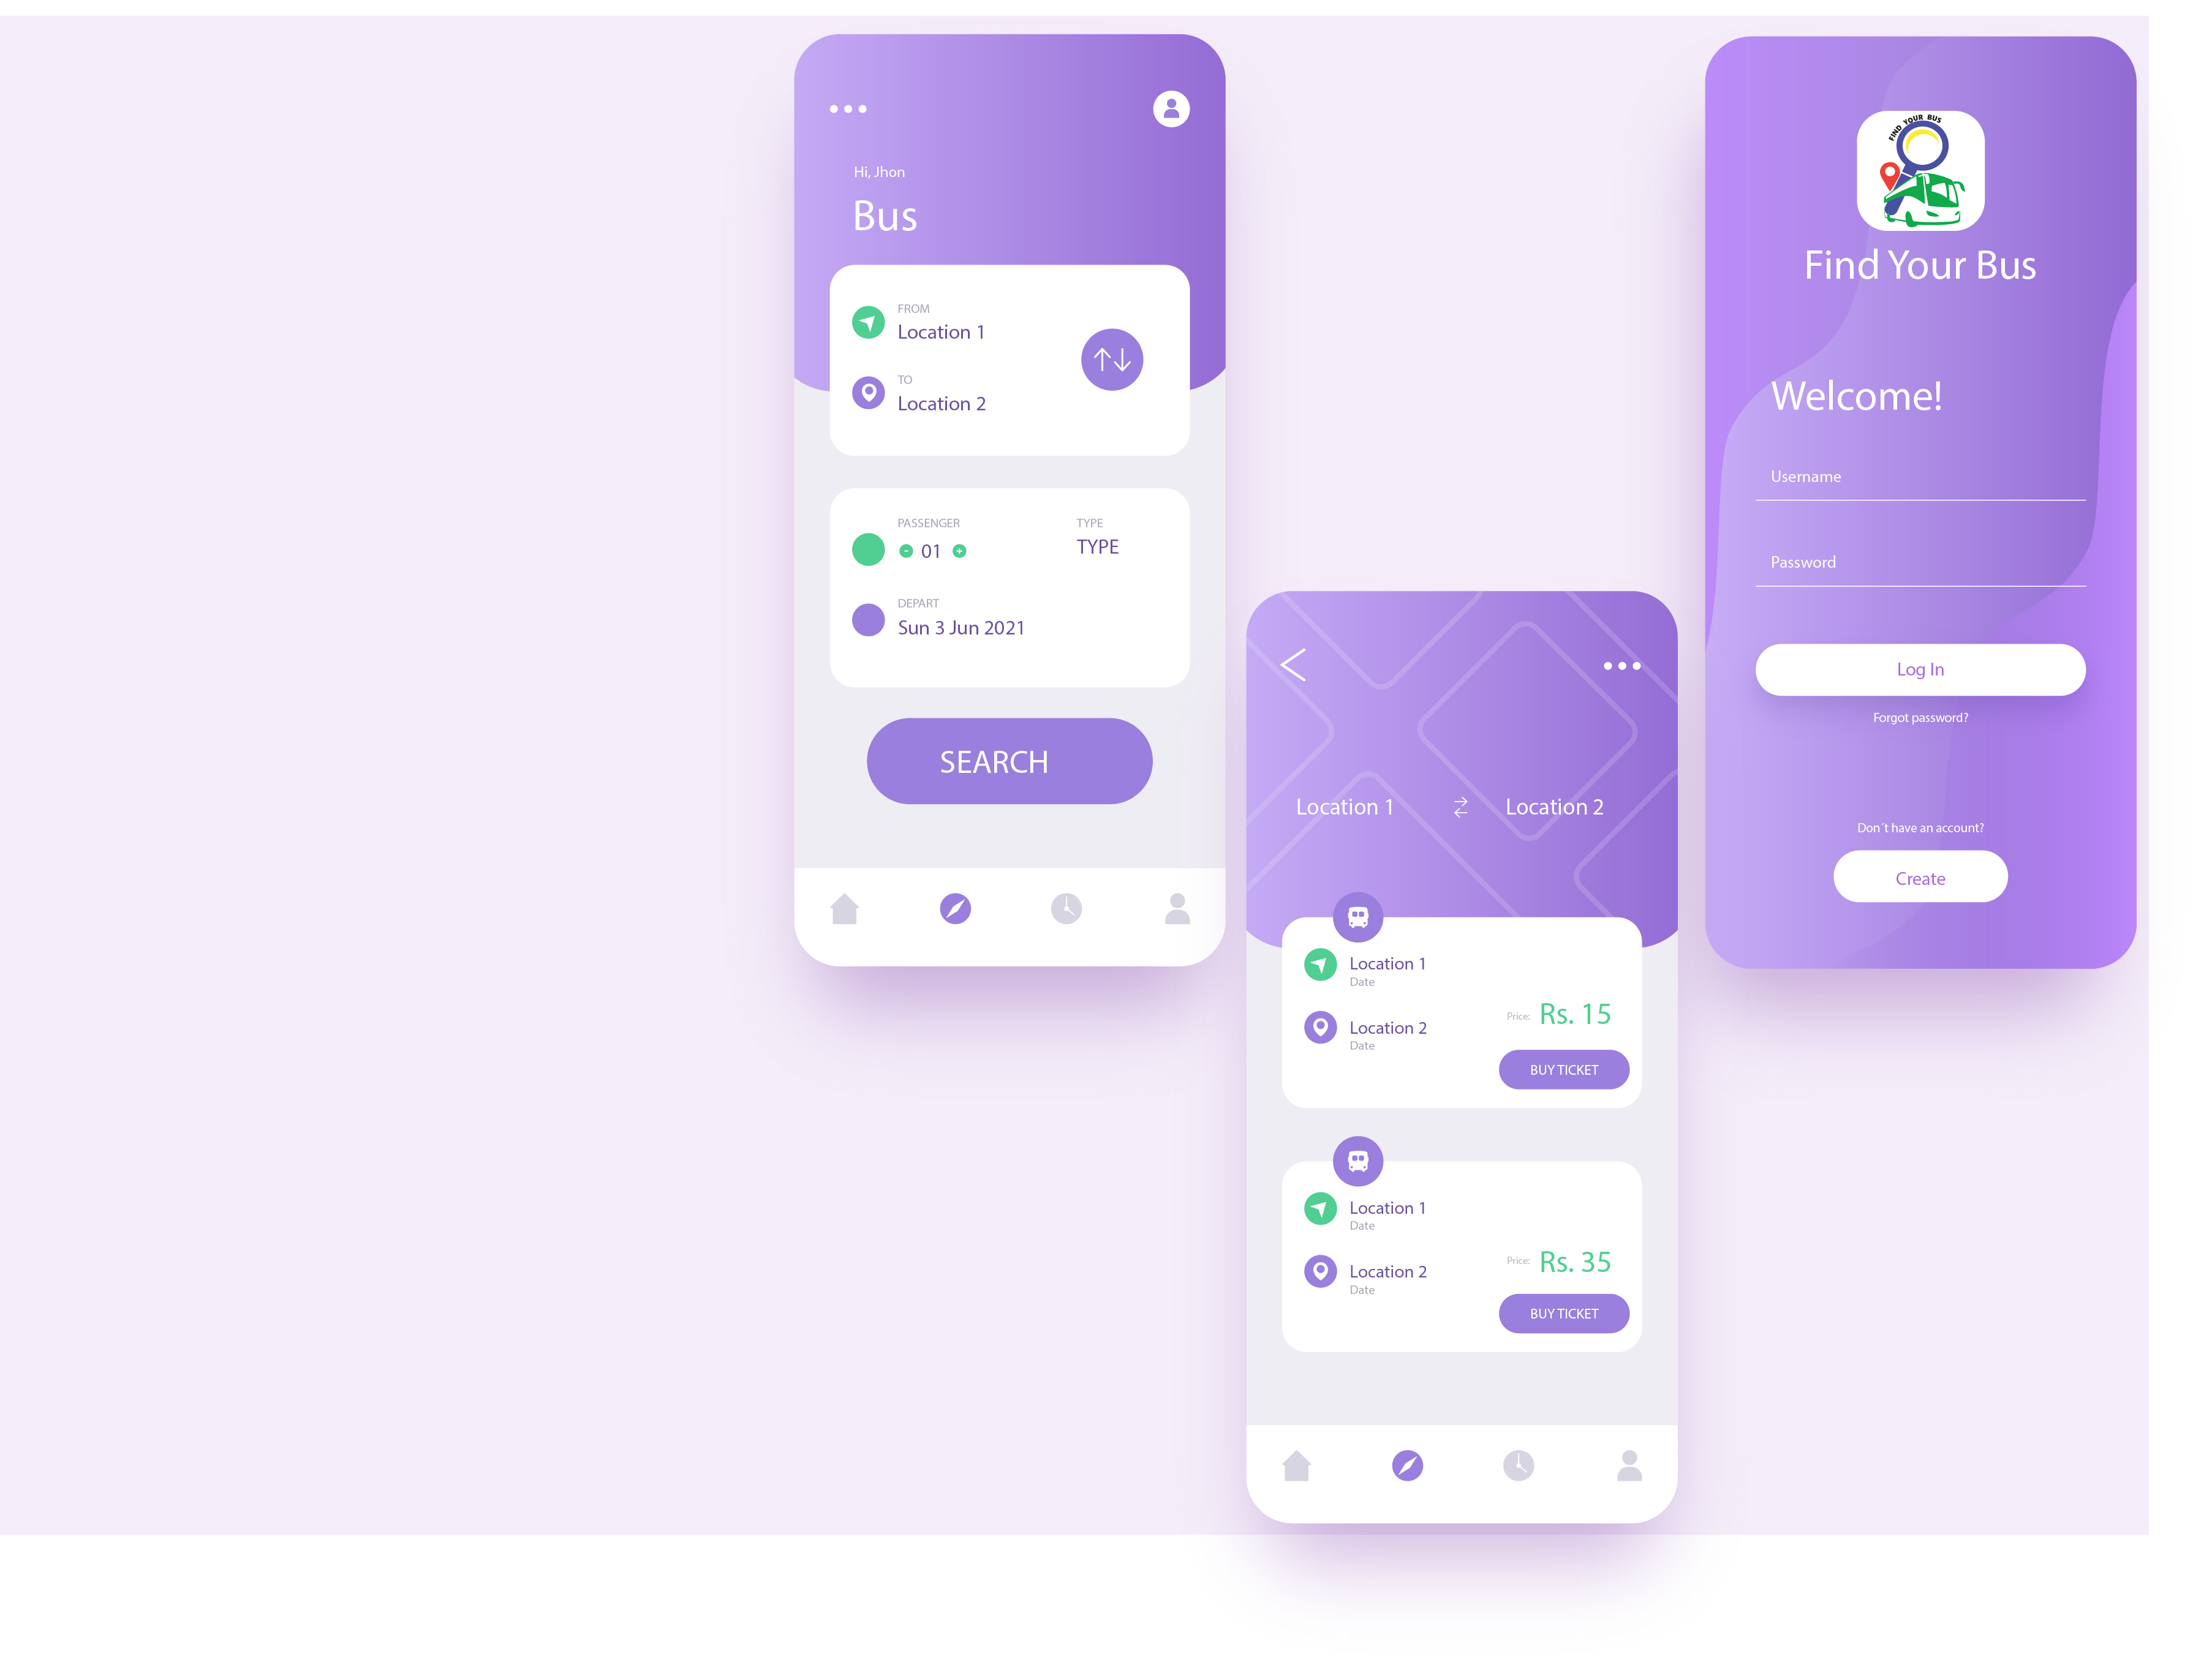 Hi, Jhon
Bus
FROM
Location 1
TO
Location 2
PASSENGER
- 01 +
TYPE
TYPE
DEPART
Sun 3 Jun 2021
SEARCH
Location 1
Location 2
Location 1
Date
Location 2
Date
Price: Rs. 15
BUY TICKET
Location 1
Date
Location 2
Date
Price: Rs. 35
BUY TICKET
FIND YOUR BUS
Find Your Bus
Welcome!
Username
Password
Log In
Forgot password?
Don´t have an account?
Create